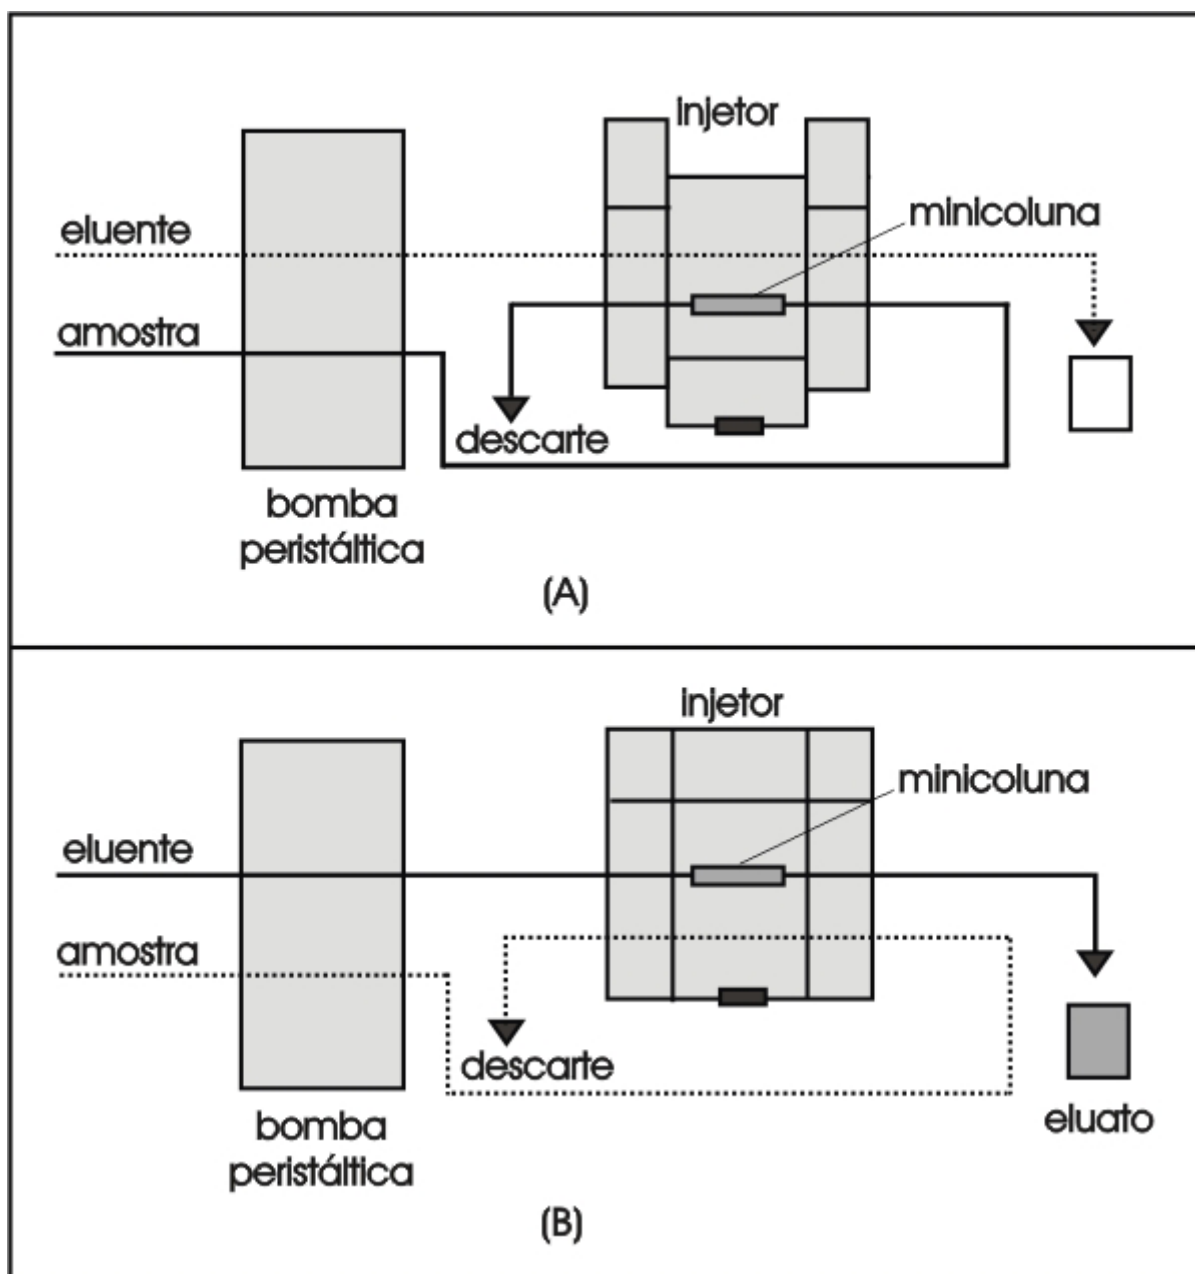 injetor
minicoluna
eluente
amostra
descarte
bomba
peristáltica
(A)
injetor
minicoluna
eluente
amostra
descarte
eluato
bomba
peristáltica
(B)